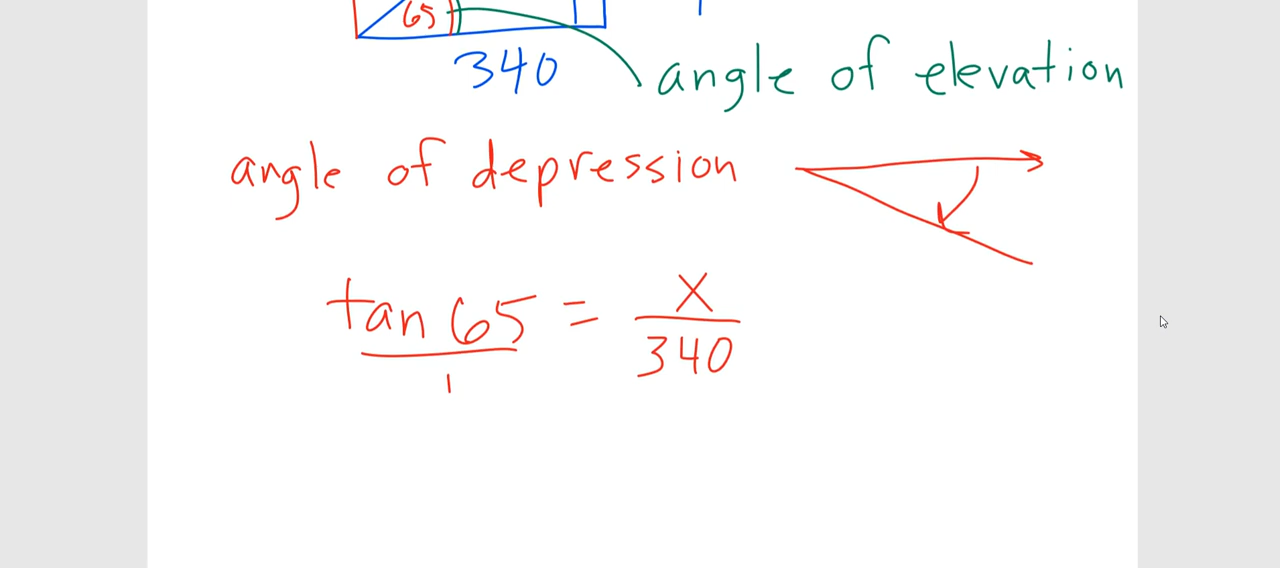 65
340
angle of elevation
angle of depression
tan 65 = x
1
340